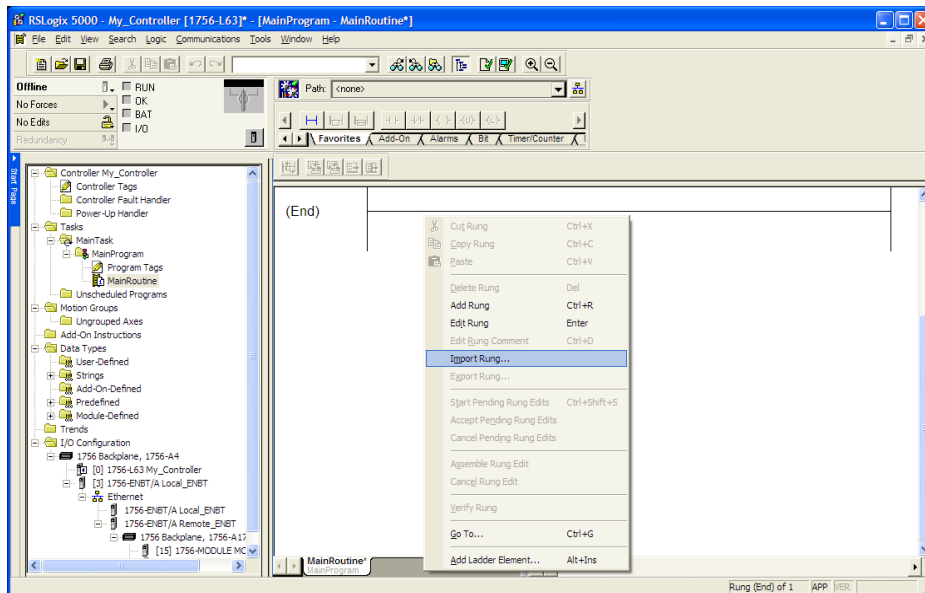 RSLogix 5000 - My_Controller [1756-L63]* - [MainProgram - MainRoutine*]
File Edit View Search Logic Communications Tools Window Help
Offline
RUN
No Forces
OK
No Edits
BAT
Redundancy
I/O
Path: <none>
Favorites Add-On Alarms Bit Timer/Counter
Start Page
Controller My_Controller
Controller Tags
Controller Fault Handler
Power-Up Handler
Tasks
MainTask
MainProgram
Program Tags
MainRoutine
Unscheduled Programs
Motion Groups
Ungrouped Axes
Add-On Instructions
Data Types
User-Defined
Strings
Add-On-Defined
Predefined
Module-Defined
Trends
I/O Configuration
1756 Backplane, 1756-A4
[0] 1756-L63 My_Controller
[3] 1756-ENBT/A Local_ENBT
Ethernet
1756-ENBT/A Local_ENBT
1756-ENBT/A Remote_ENBT
1756 Backplane, 1756-A17
[15] 1756-MODULE MC
(End)
Cut Rung Ctrl+X
Copy Rung Ctrl+C
Paste Ctrl+V
Delete Rung Del
Add Rung Ctrl+R
Edit Rung Enter
Edit Rung Comment Ctrl+D
Import Rung...
Export Rung...
Start Pending Rung Edits Ctrl+Shift+S
Accept Pending Rung Edits
Cancel Pending Rung Edits
Assemble Rung Edit
Cancel Rung Edit
Verify Rung
Go To... Ctrl+G
Add Ladder Element... Alt+Ins
MainRoutine*
MainProgram
Rung (End) of 1 APP VER